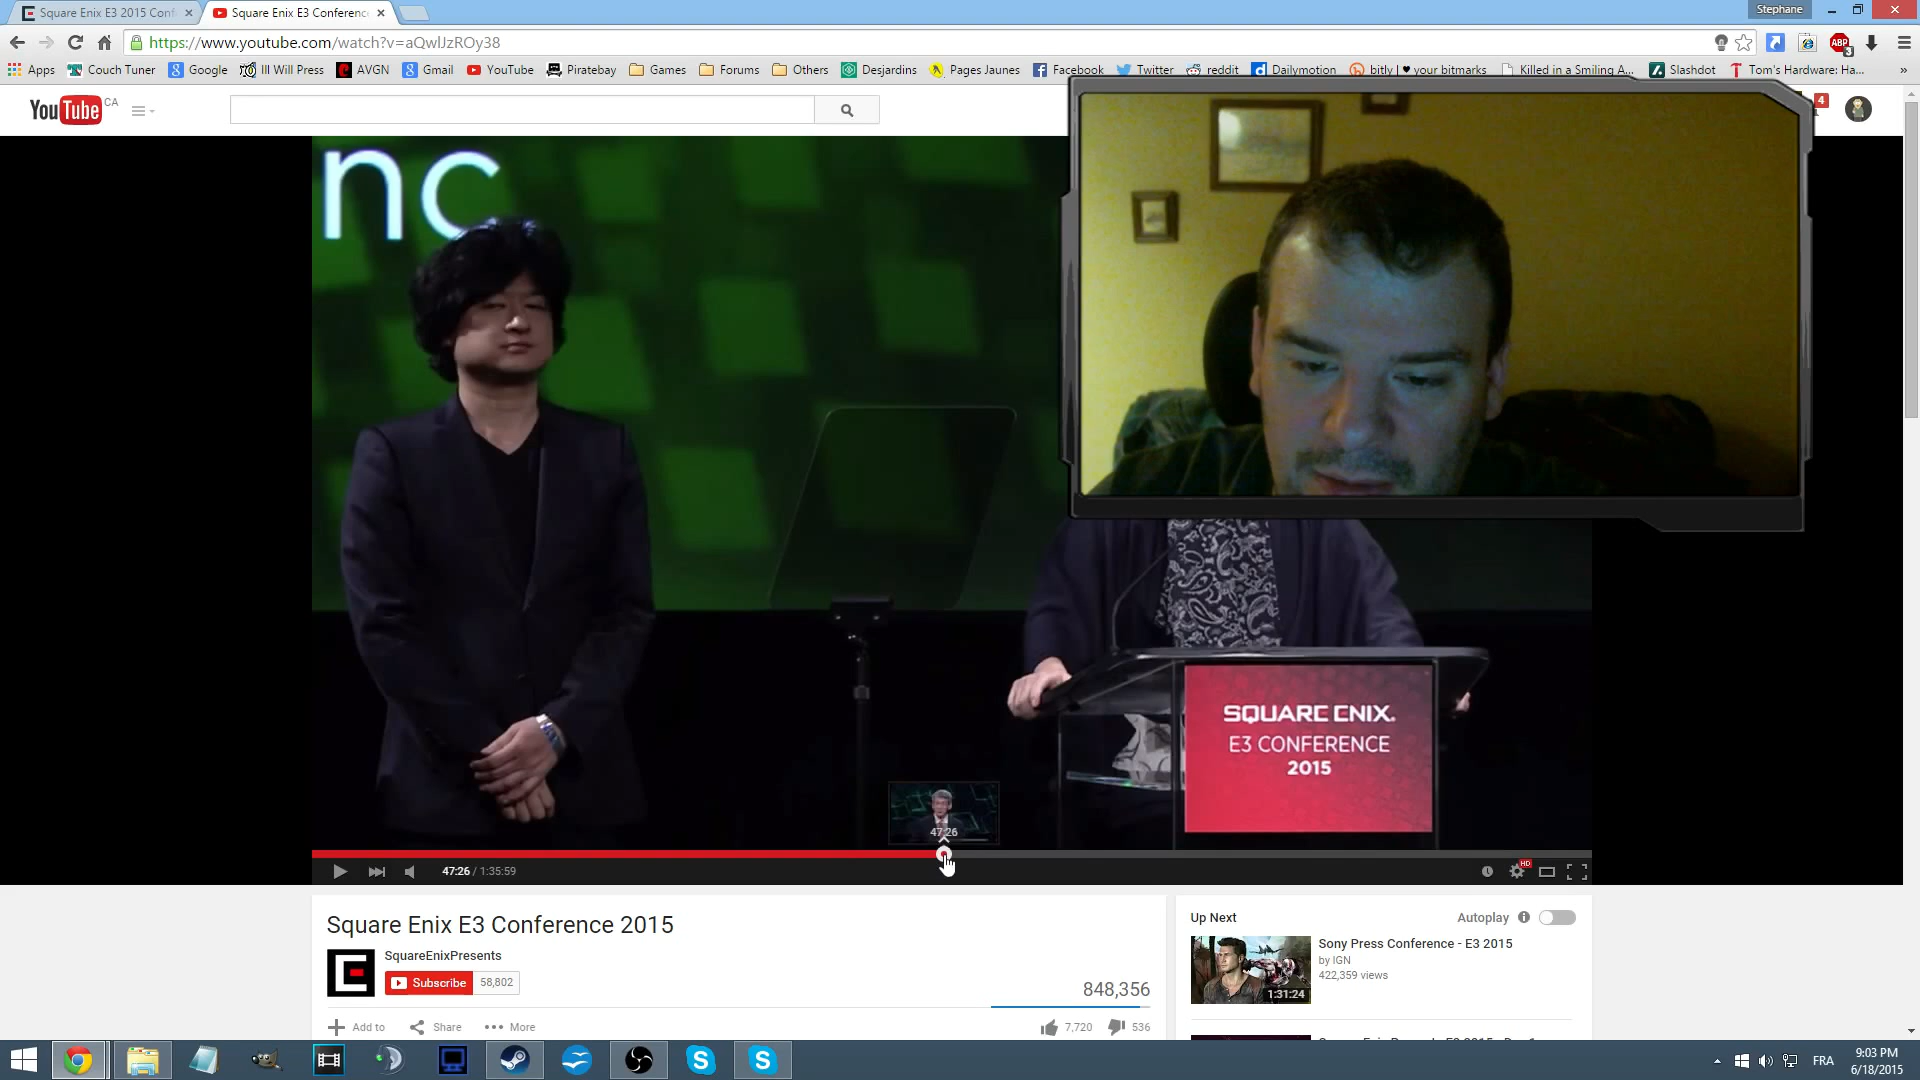 Square Enix E3 2015 Conf
Square Enix E3 Conference
Stephane
https://www.youtube.com/watch?v=aQwlJzROy38
ABP
3
Apps
Couch Tuner
Google
Ill Will Press
AVGN
Gmail
YouTube
Piratebay
Games
Forums
Others
Desjardins
Pages Jaunes
Facebook
Twitter
reddit
Dailymotion
bitly | ♥ your bitmarks
Killed in a Smiling A...
Slashdot
Tom's Hardware: Ha...
»
YouTube CA
4
nc
SQUARE ENIX.
E3 CONFERENCE
2015
47:26
47:26 / 1:35:59
HD
Square Enix E3 Conference 2015
SquareEnixPresents
Subscribe
58,802
848,356
Add to
Share
More
7,720
536
Up Next
Autoplay
Sony Press Conference - E3 2015
by IGN
422,359 views
1:31:24
FRA
9:03 PM
6/18/2015